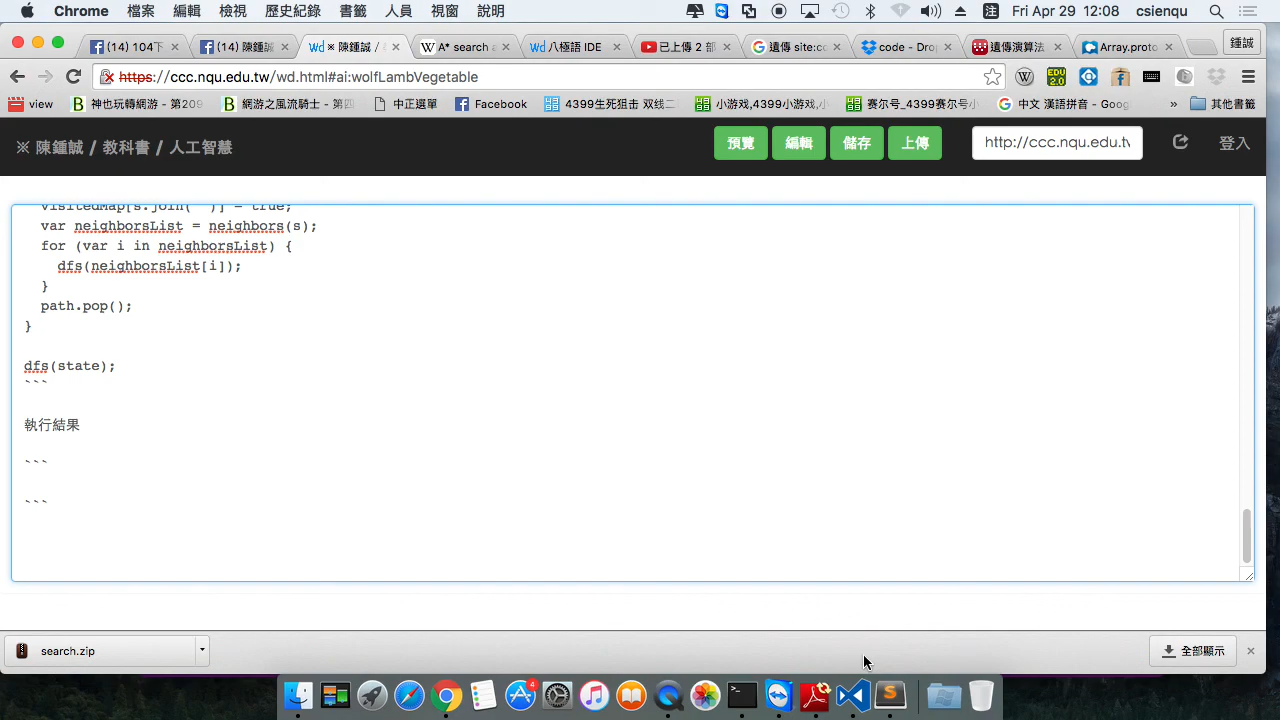 Chrome 檔案 編輯 檢視 歷史紀錄 書籤 人員 視窗 說明 注 Fri Apr 29 12:08 csienqu
(14) 104下 (14) 陳鍾誠 ※ 陳鍾誠 / A* search a 八極語 IDE 已上傳 2 部 遺傳 site:cc code - Drop 遺傳演算法 Array.proto 鍾誠
https://ccc.nqu.edu.tw/wd.html#ai:wolfLambVegetable
view 神也玩轉網游 - 第209 網游之風流騎士 - 第四 中正選單 Facebook 4399生死狙击 双线二 小游戏,4399小游戏,小 赛尔号_4399赛尔号小 中文 漢語拼音 - Goog » 其他書籤
※ 陳鍾誠 / 教科書 / 人工智慧 預覽 編輯 儲存 上傳 http://ccc.nqu.edu.tv 登入
visitedMap[s.join( )] = true;
var neighborsList = neighbors(s);
for (var i in neighborsList) {
dfs(neighborsList[i]);
}
path.pop();
}
dfs(state);
```
執行結果
```
```
search.zip 全部顯示
4